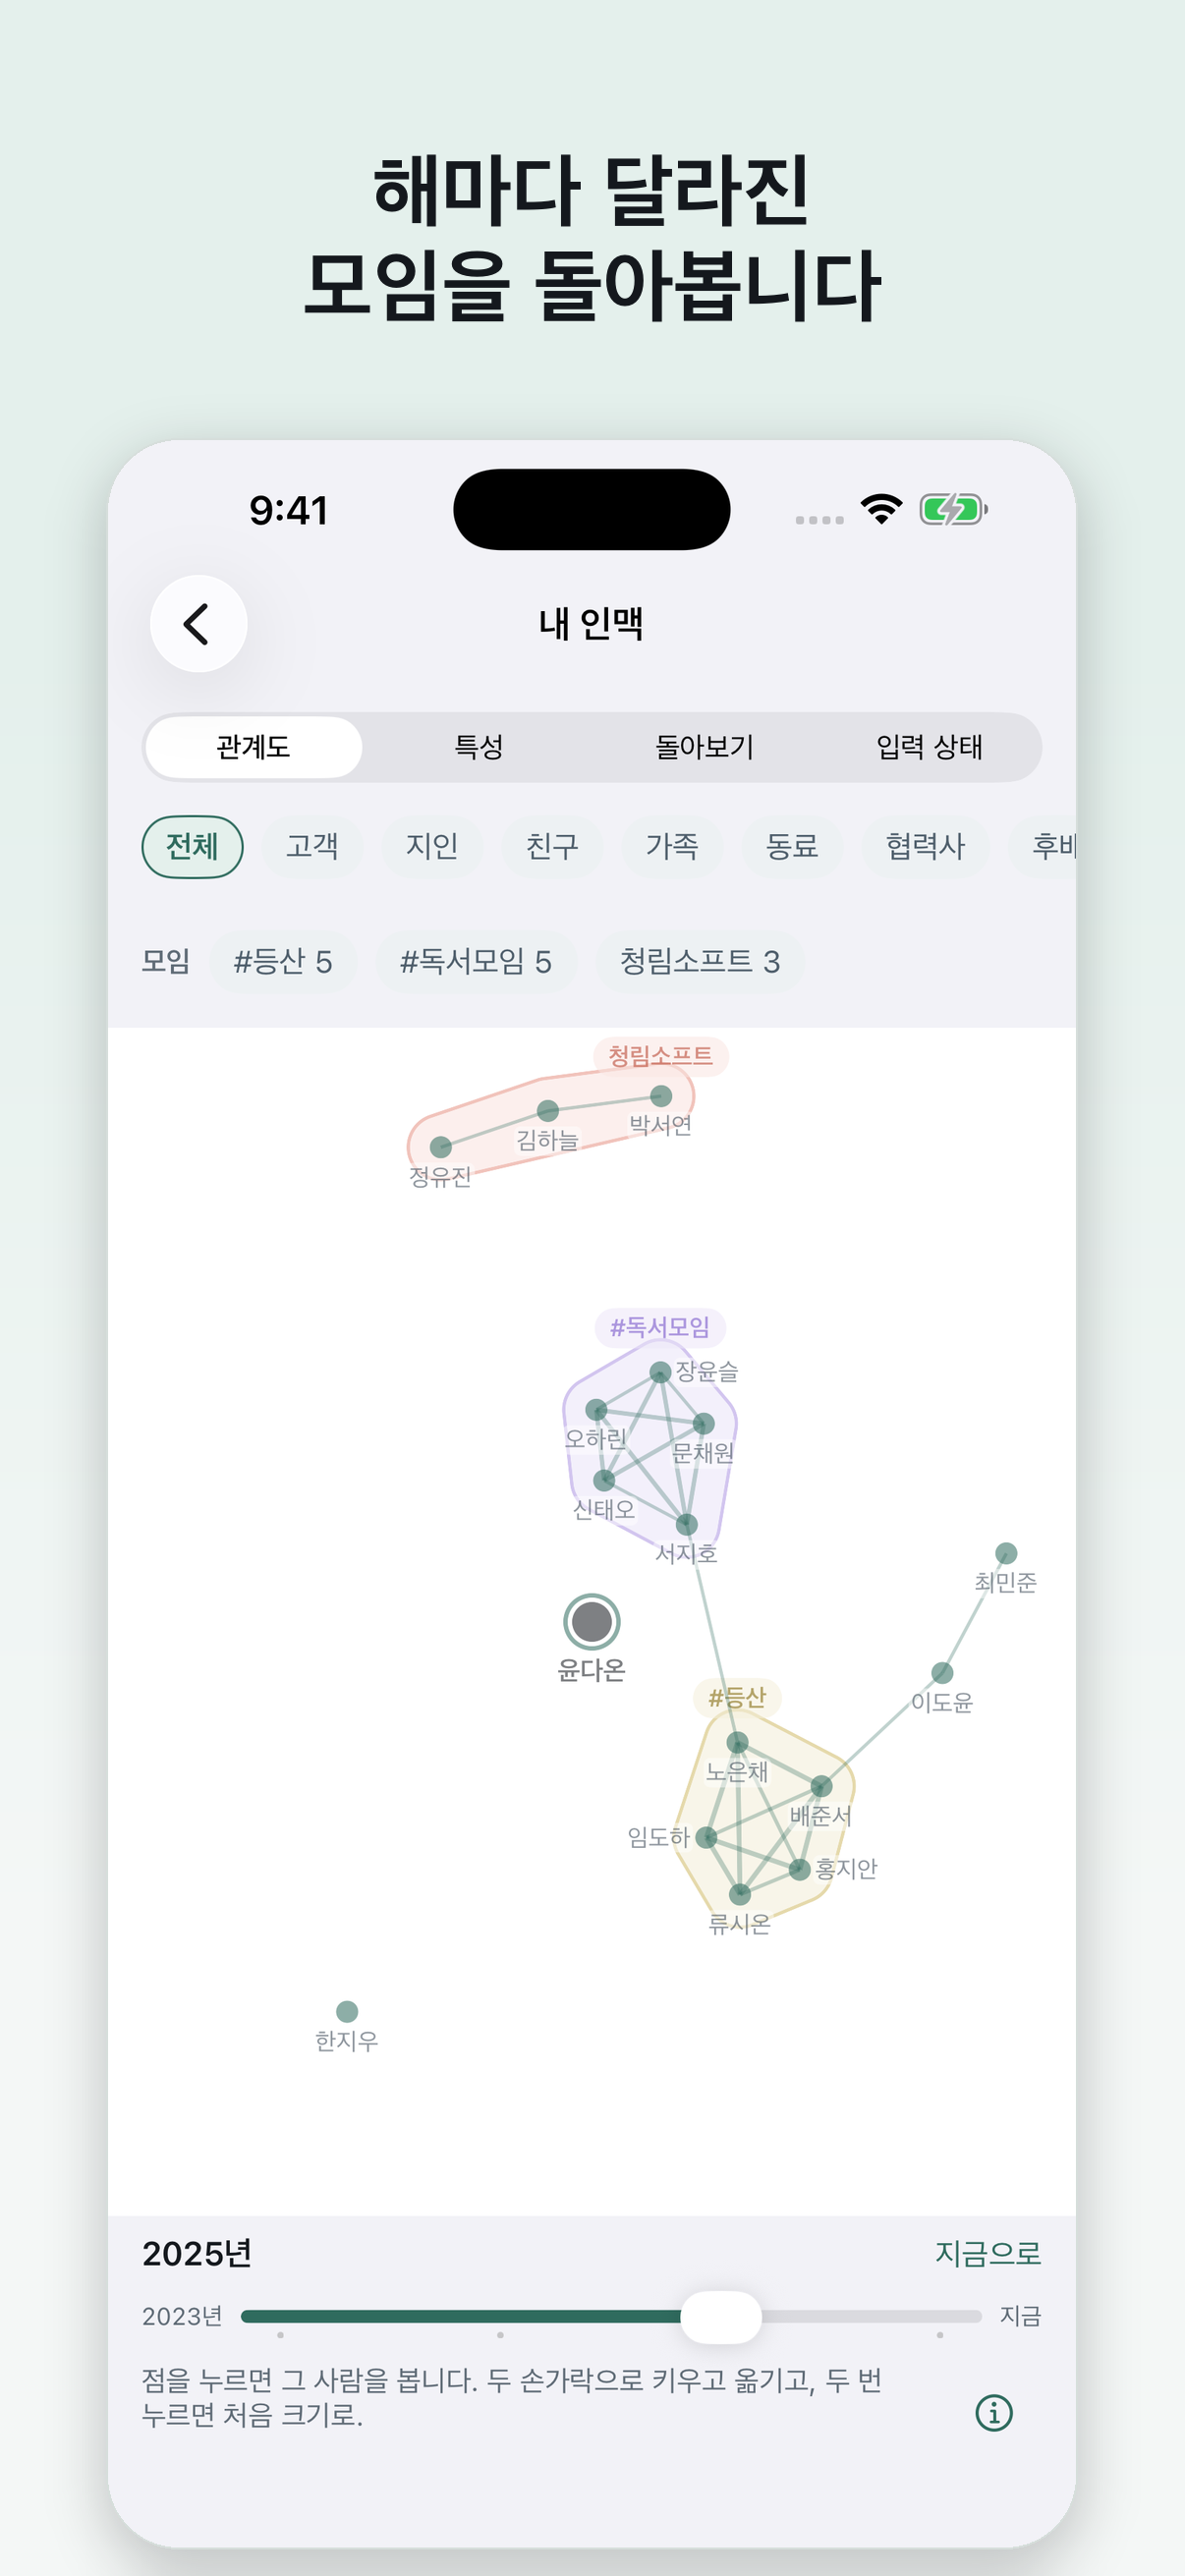 해마다 달라진
모임을 돌아봅니다
9:41
내 인맥
관계도 특성 돌아보기 입력 상태
전체 고객 지인 친구 가족 동료 협력사 후배
모임 #등산 5 #독서모임 5 청림소프트 3
청림소프트
박서연
김하늘
정유진
#독서모임
장윤슬
오하린
문채원
신태오
서지호
최민준
윤다온
#등산
이도윤
노은채
배준서
임도하
홍지안
류시온
한지우
2025년 지금으로
2023년 지금
점을 누르면 그 사람을 봅니다. 두 손가락으로 키우고 옮기고, 두 번
누르면 처음 크기로.